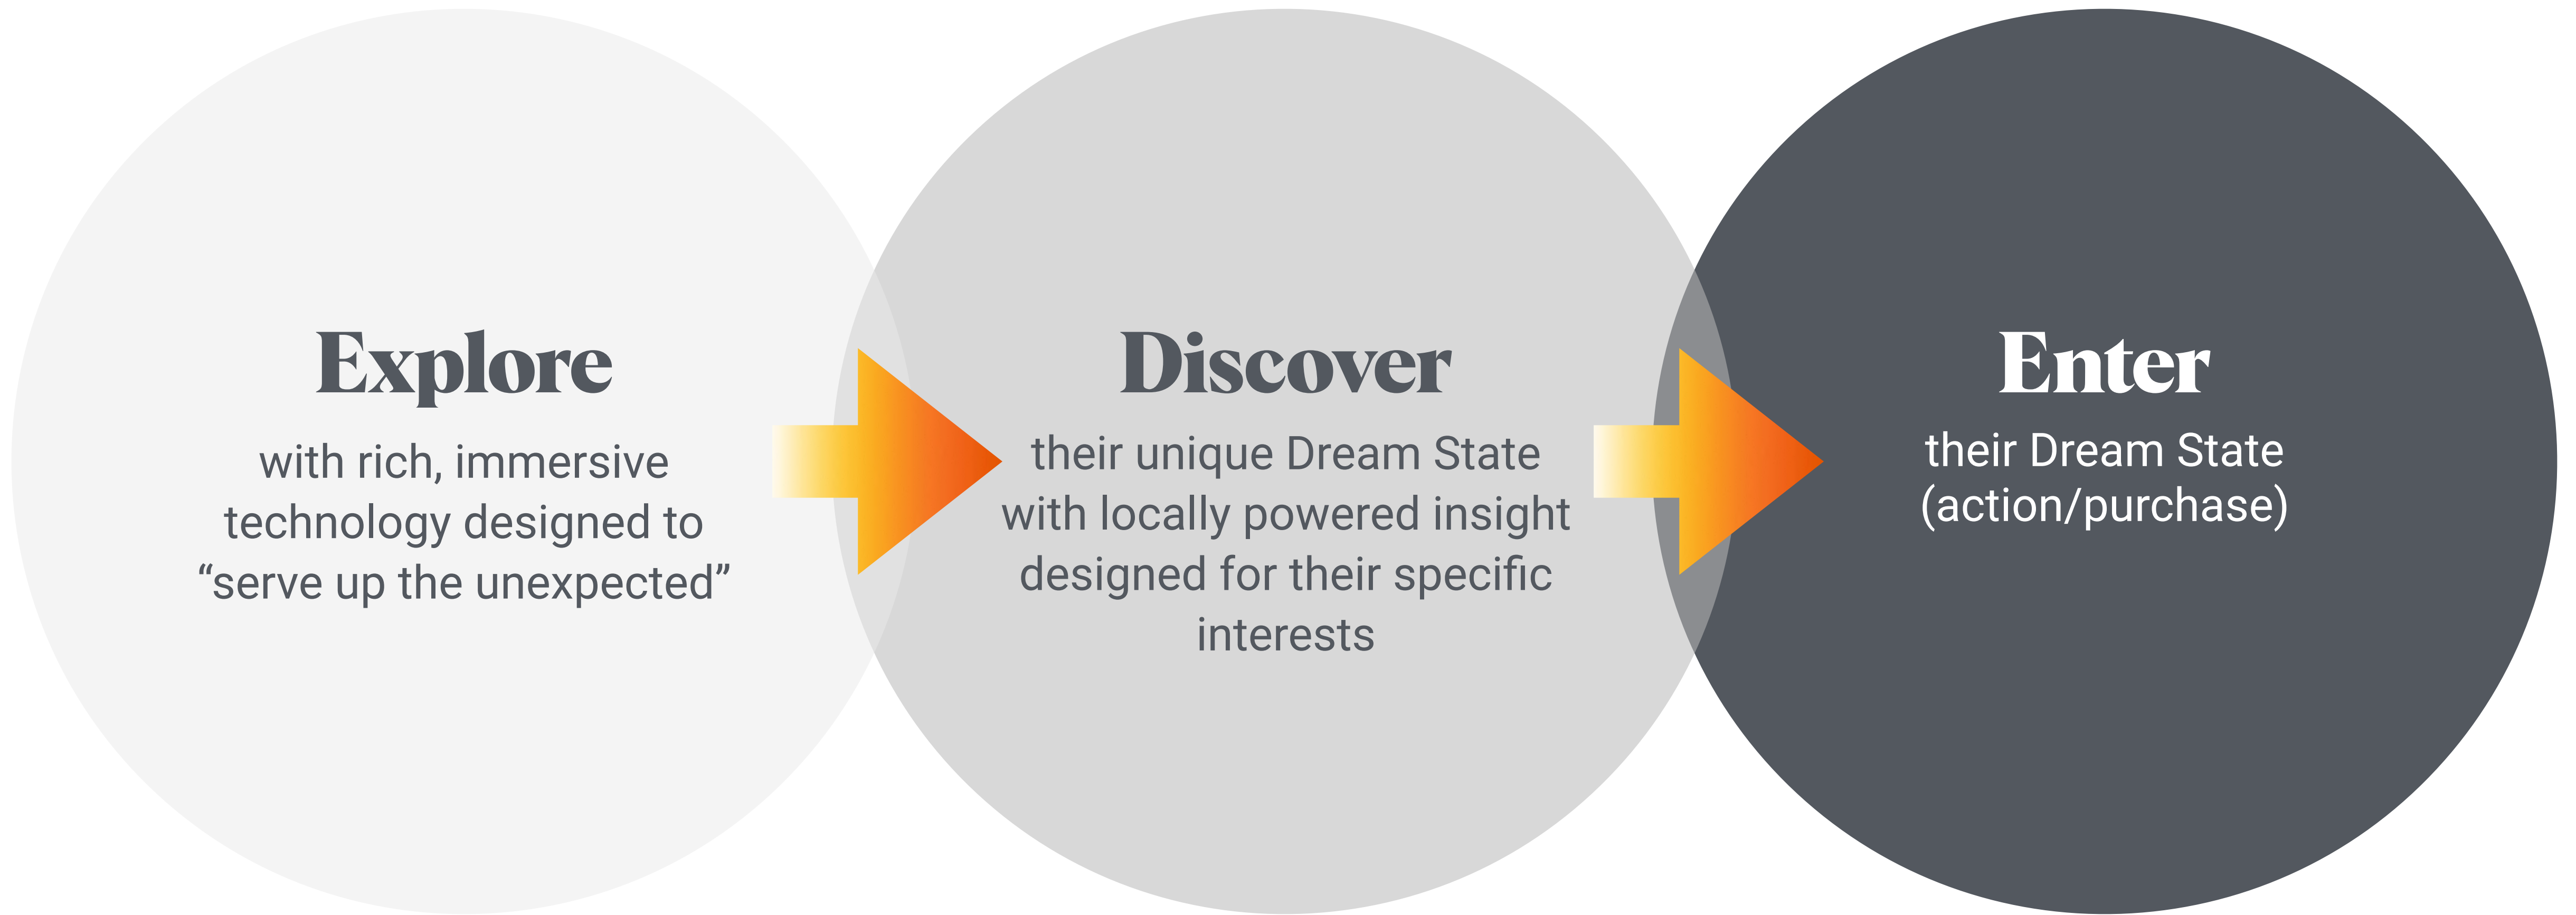 Explore
with rich, immersive
technology designed to
“serve up the unexpected”
Discover
their unique Dream State
with locally powered insight
designed for their specific
interests
Enter
their Dream State
(action/purchase)